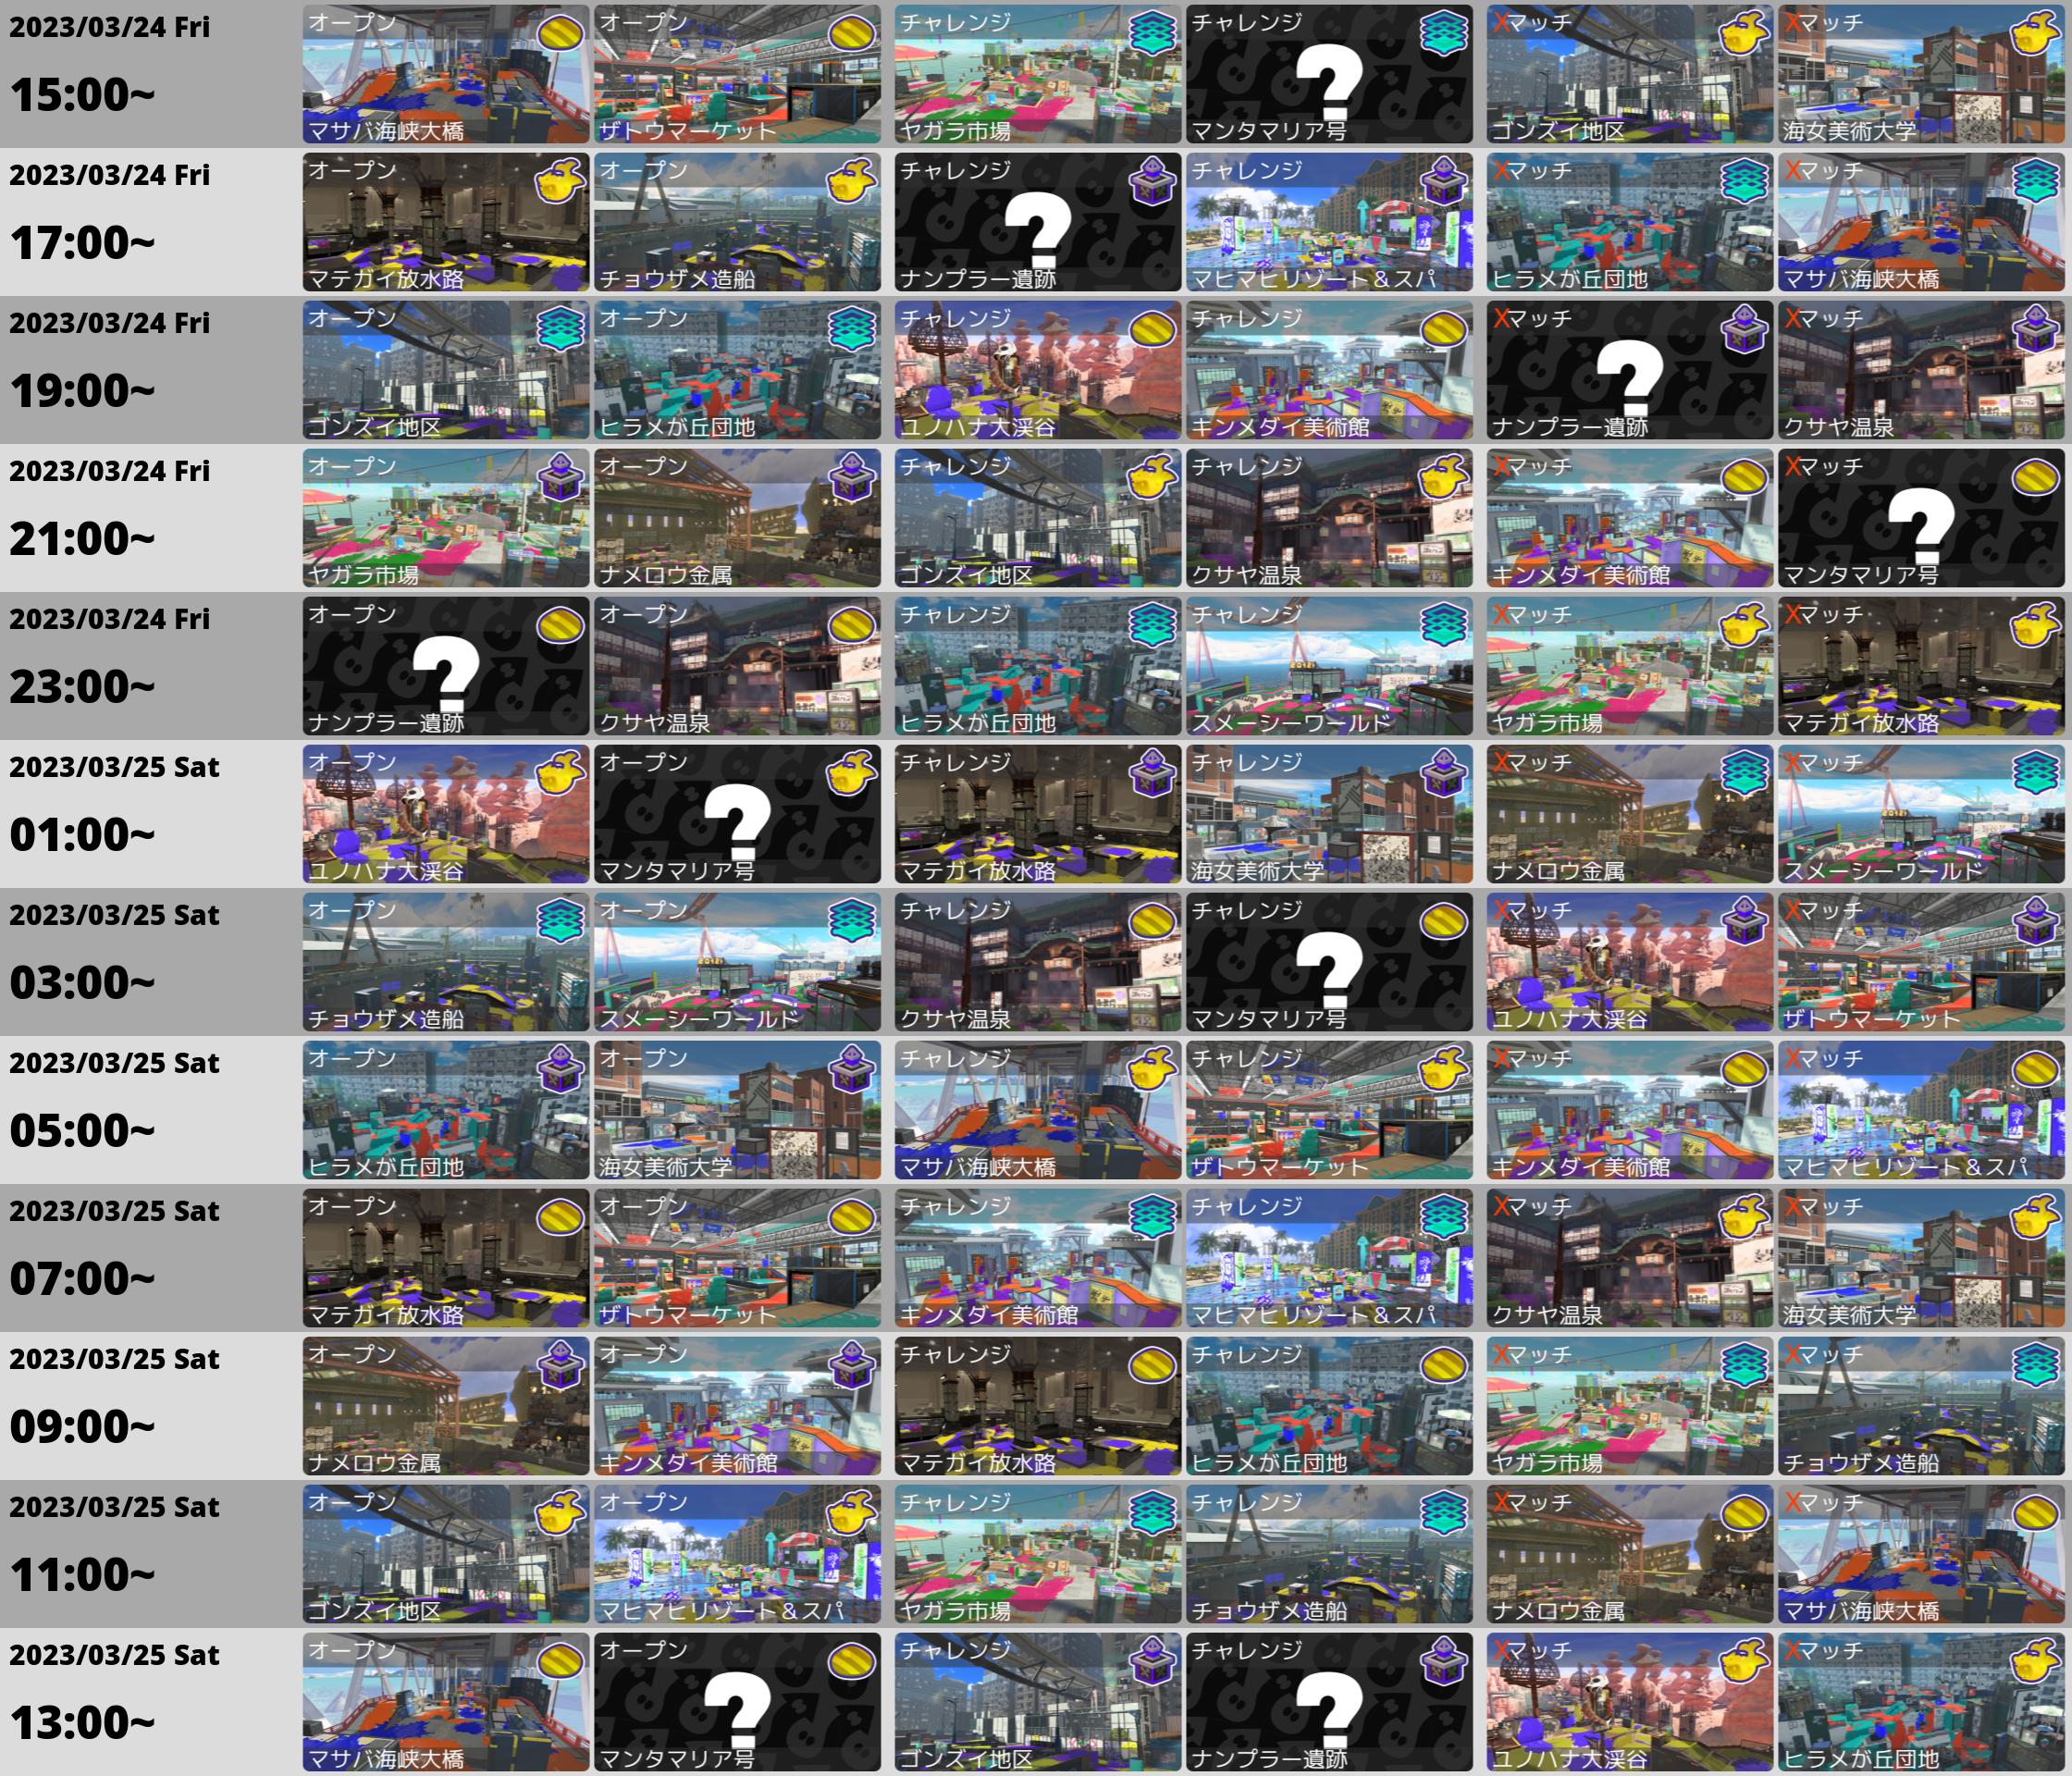 2023/03/24 Fri
15:00~
オープン
マサバ海峡大橋
オープン
ザトウマーケット
チャレンジ
ヤガラ市場
チャレンジ
マンタマリア号
Xマッチ
ゴンズイ地区
Xマッチ
海女美術大学
2023/03/24 Fri
17:00~
オープン
マテガイ放水路
オープン
チョウザメ造船
チャレンジ
ナンプラー遺跡
チャレンジ
マヒマヒリゾート&スパ
Xマッチ
ヒラメが丘団地
Xマッチ
マサバ海峡大橋
2023/03/24 Fri
19:00~
オープン
ゴンズイ地区
オープン
ヒラメが丘団地
チャレンジ
ユノハナ大渓谷
チャレンジ
キンメダイ美術館
Xマッチ
ナンプラー遺跡
Xマッチ
クサヤ温泉
2023/03/24 Fri
21:00~
オープン
ヤガラ市場
オープン
ナメロウ金属
チャレンジ
ゴンズイ地区
チャレンジ
クサヤ温泉
Xマッチ
キンメダイ美術館
Xマッチ
マンタマリア号
2023/03/24 Fri
23:00~
オープン
ナンプラー遺跡
オープン
クサヤ温泉
チャレンジ
ヒラメが丘団地
チャレンジ
スメーシーワールド
Xマッチ
ヤガラ市場
Xマッチ
マテガイ放水路
2023/03/25 Sat
01:00~
オープン
ユノハナ大渓谷
オープン
マンタマリア号
チャレンジ
マテガイ放水路
チャレンジ
海女美術大学
Xマッチ
ナメロウ金属
Xマッチ
スメーシーワールド
2023/03/25 Sat
03:00~
オープン
チョウザメ造船
オープン
スメーシーワールド
チャレンジ
クサヤ温泉
チャレンジ
マンタマリア号
Xマッチ
ユノハナ大渓谷
Xマッチ
ザトウマーケット
2023/03/25 Sat
05:00~
オープン
ヒラメが丘団地
オープン
海女美術大学
チャレンジ
マサバ海峡大橋
チャレンジ
ザトウマーケット
Xマッチ
キンメダイ美術館
Xマッチ
マヒマヒリゾート&スパ
2023/03/25 Sat
07:00~
オープン
マテガイ放水路
オープン
ザトウマーケット
チャレンジ
キンメダイ美術館
チャレンジ
マヒマヒリゾート&スパ
Xマッチ
クサヤ温泉
Xマッチ
海女美術大学
2023/03/25 Sat
09:00~
オープン
ナメロウ金属
オープン
キンメダイ美術館
チャレンジ
マテガイ放水路
チャレンジ
ヒラメが丘団地
Xマッチ
ヤガラ市場
Xマッチ
チョウザメ造船
2023/03/25 Sat
11:00~
オープン
ゴンズイ地区
オープン
マヒマヒリゾート&スパ
チャレンジ
ヤガラ市場
チャレンジ
チョウザメ造船
Xマッチ
ナメロウ金属
Xマッチ
マサバ海峡大橋
2023/03/25 Sat
13:00~
オープン
マサバ海峡大橋
オープン
マンタマリア号
チャレンジ
ゴンズイ地区
チャレンジ
ナンプラー遺跡
Xマッチ
ユノハナ大渓谷
Xマッチ
ヒラメが丘団地